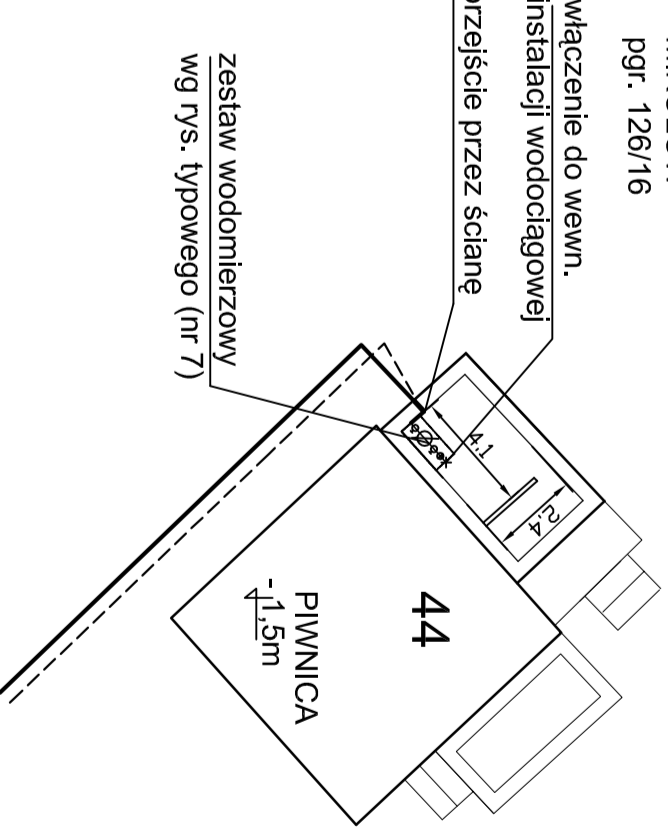 pgr. 126/16
włączenie do wewn.
instalacji wodociągowej
przejście przez ścianę
zestaw wodomierzowy
wg rys. typowego (nr 7)
4.1
2.4
44
PIWNICA
-1,5m